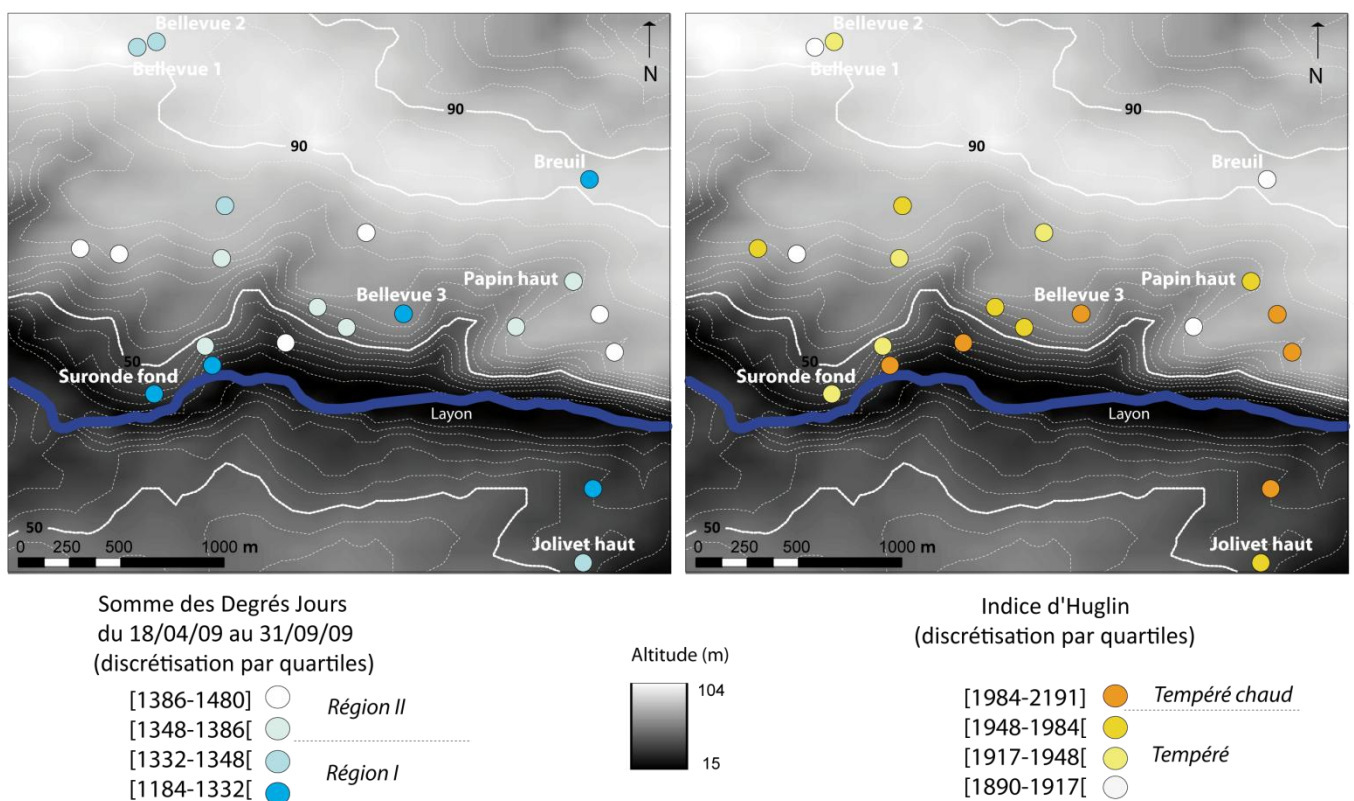 Bellevue 2
Bellevue 1
N
90
90
Breuil
Papin haut
Bellevue 3
50
Suronde fond
Layon
50
0 250 500 1000 m
Jolivet haut
Bellevue 2
Bellevue 1
N
90
90
Breuil
Papin haut
Bellevue 3
50
Suronde fond
Layon
50
0 250 500 1000 m
Jolivet haut
Somme des Degrés Jours
du 18/04/09 au 31/09/09
(discrétisation par quartiles)
[1386-1480]
[1348-1386[
Région II
[1332-1348[
[1184-1332[
Région I
Altitude (m)
104
15
Indice d'Huglin
(discrétisation par quartiles)
[1984-2191]
Tempéré chaud
[1948-1984[
[1917-1948[
Tempéré
[1890-1917[